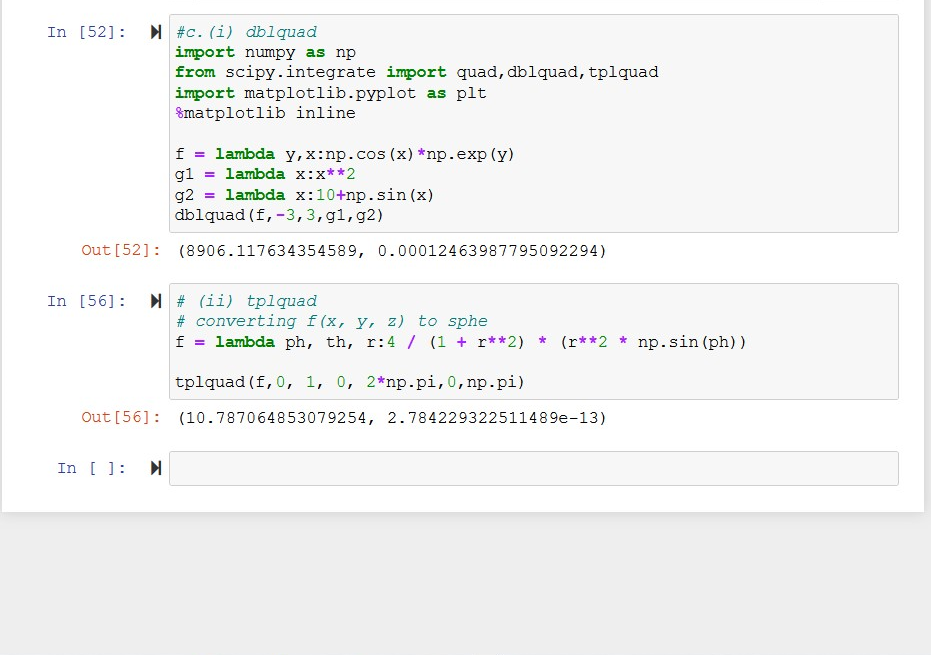 In [52]:
#c.(i) dblquad
import numpy as np
from scipy.integrate import quad,dblquad,tplquad
import matplotlib.pyplot as plt
%matplotlib inline
f = lambda y,x:np.cos(x)*np.exp(y)
g1 = lambda x:x**2
g2 = lambda x:10+np.sin(x)
dblquad(f,-3,3,g1,g2)
Out[52]: (8906.117634354589, 0.00012463987795092294)
In [56]:
# (ii) tplquad
# converting f(x, y, z) to sphe
f = lambda ph, th, r:4 / (1 + r**2) * (r**2 * np.sin(ph))
tplquad(f,0, 1, 0, 2*np.pi,0,np.pi)
Out[56]: (10.787064853079254, 2.784229322511489e-13)
In [ ]: